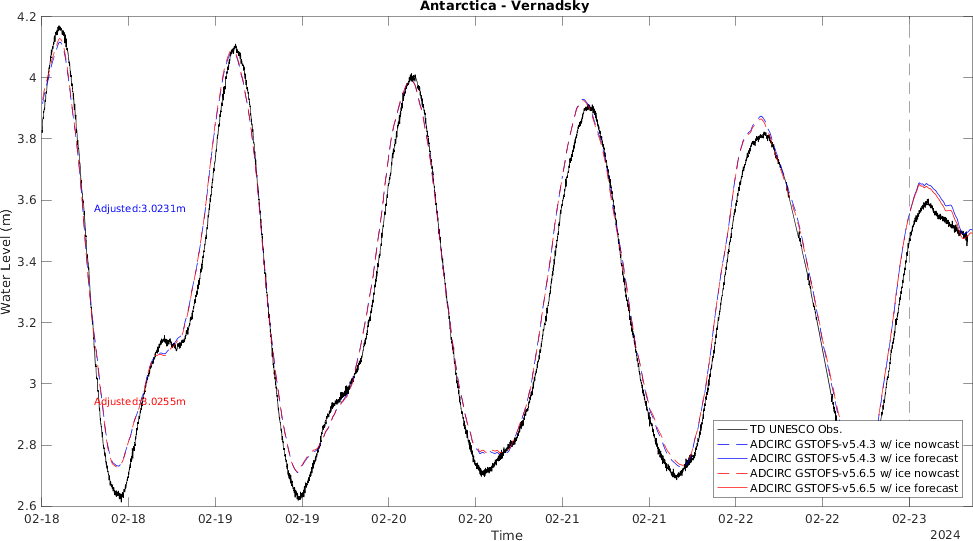 Antarctica - Vernadsky
4.2
4
3.8
3.6
3.4
3.2
3
2.8
2.6
Water Level (m)
Adjusted:3.0231m
Adjusted:3.0255m
TD UNESCO Obs.
ADCIRC GSTOFS-v5.4.3 w/ ice nowcast
ADCIRC GSTOFS-v5.4.3 w/ ice forecast
ADCIRC GSTOFS-v5.6.5 w/ ice nowcast
ADCIRC GSTOFS-v5.6.5 w/ ice forecast
02-18 02-18 02-19 02-19 02-20 02-20 02-21 02-21 02-22 02-22 02-23
Time
2024